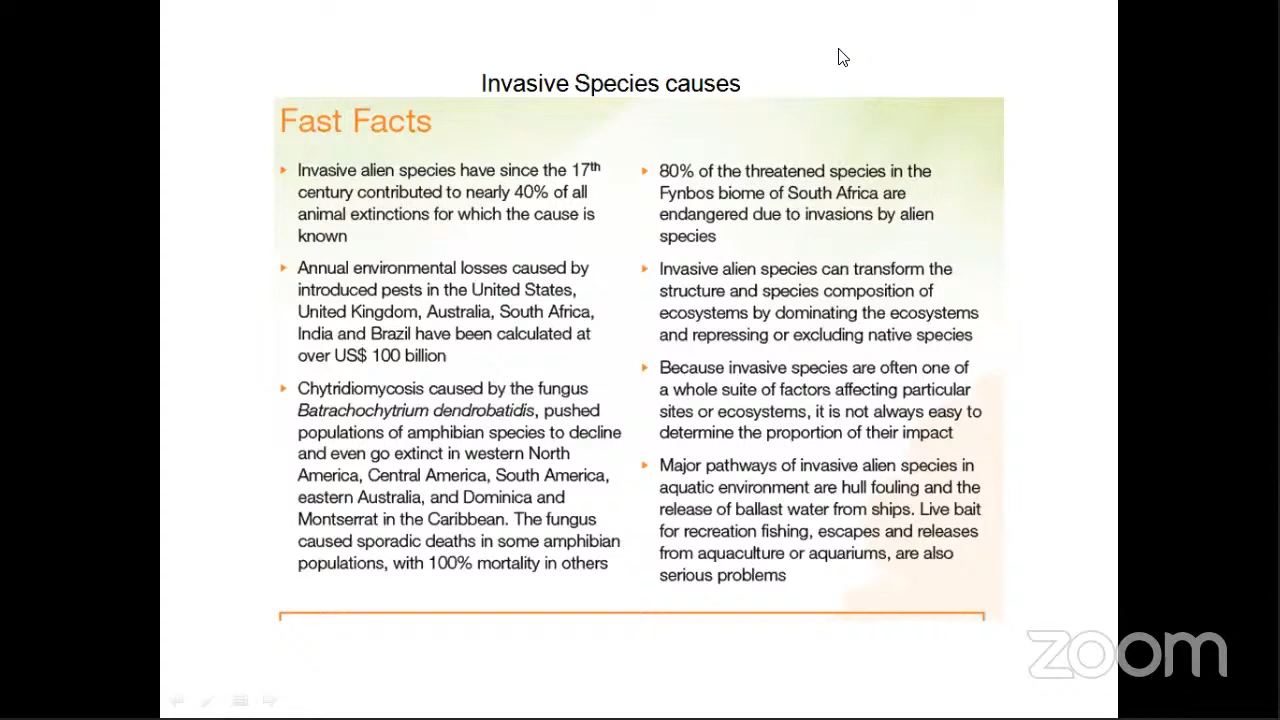 Invasive Species causes
Fast Facts
Invasive alien species have since the 17th
century contributed to nearly 40% of all
animal extinctions for which the cause is
known
Annual environmental losses caused by
introduced pests in the United States,
United Kingdom, Australia, South Africa,
India and Brazil have been calculated at
over US$ 100 billion
Chytridiomycosis caused by the fungus
Batrachochytrium dendrobatidis, pushed
populations of amphibian species to decline
and even go extinct in western North
America, Central America, South America,
eastern Australia, and Dominica and
Montserrat in the Caribbean. The fungus
caused sporadic deaths in some amphibian
populations, with 100% mortality in others
80% of the threatened species in the
Fynbos biome of South Africa are
endangered due to invasions by alien
species
Invasive alien species can transform the
structure and species composition of
ecosystems by dominating the ecosystems
and repressing or excluding native species
Because invasive species are often one of
a whole suite of factors affecting particular
sites or ecosystems, it is not always easy to
determine the proportion of their impact
Major pathways of invasive alien species in
aquatic environment are hull fouling and the
release of ballast water from ships. Live bait
for recreation fishing, escapes and releases
from aquaculture or aquariums, are also
serious problems
zoom